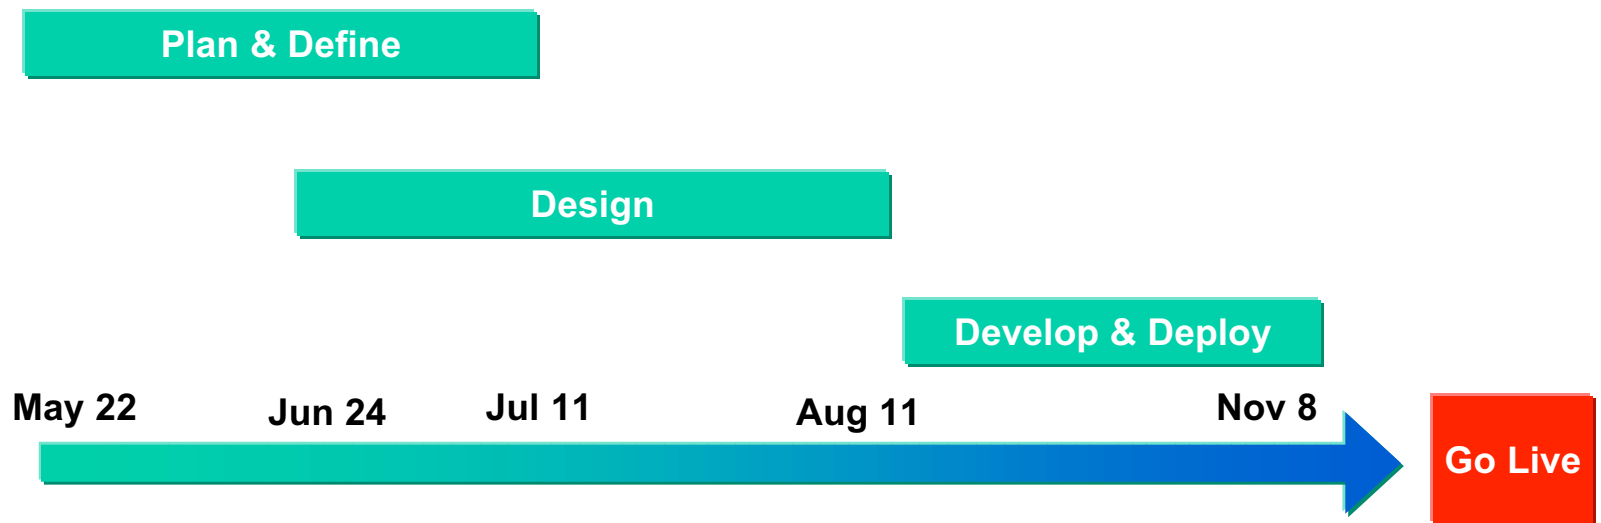 Plan & Define
Design
Develop & Deploy
May 22
Jun 24
Jul 11
Aug 11
Nov 8
Go Live